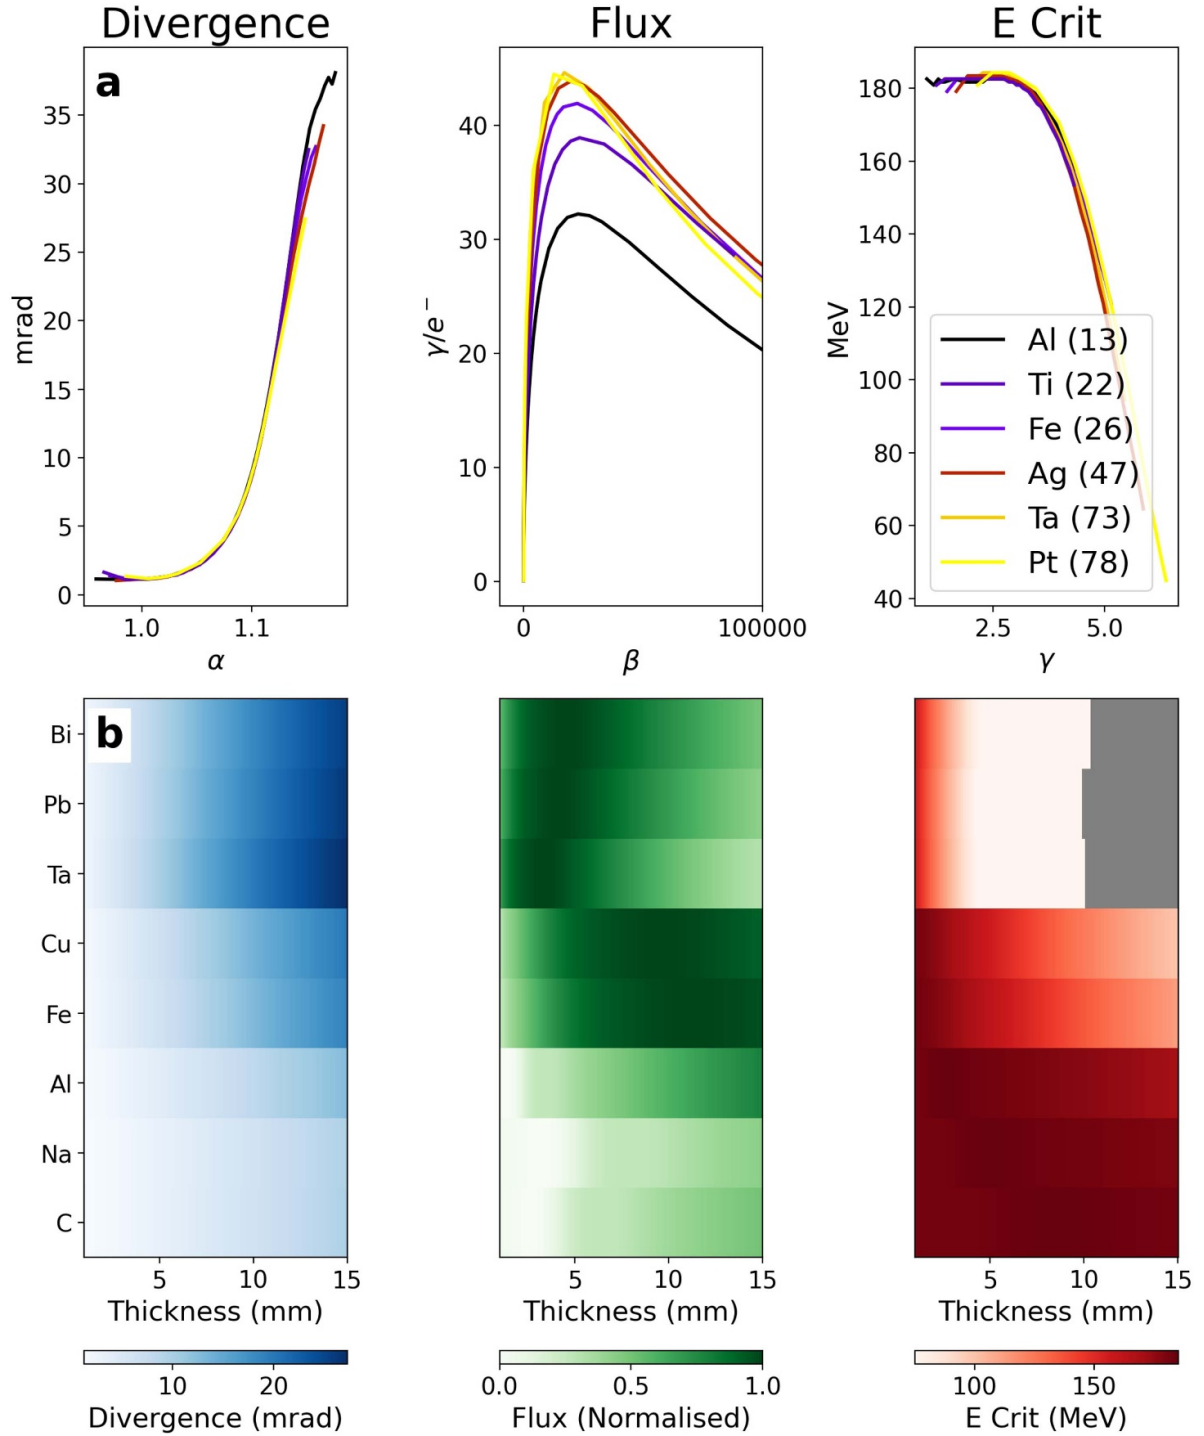 Divergence
Flux
E Crit
a
35
30
25
20
15
10
5
0
mrad
1.0
1.1
α
40
30
20
10
0
γ/e⁻
0
100000
β
180
160
140
120
100
80
60
40
MeV
2.5
5.0
γ
Al (13)
Ti (22)
Fe (26)
Ag (47)
Ta (73)
Pt (78)
b
Bi
Pb
Ta
Cu
Fe
Al
Na
C
5
10
15
Thickness (mm)
5
10
15
Thickness (mm)
5
10
15
Thickness (mm)
10
20
Divergence (mrad)
0.0
0.5
1.0
Flux (Normalised)
100
150
E Crit (MeV)